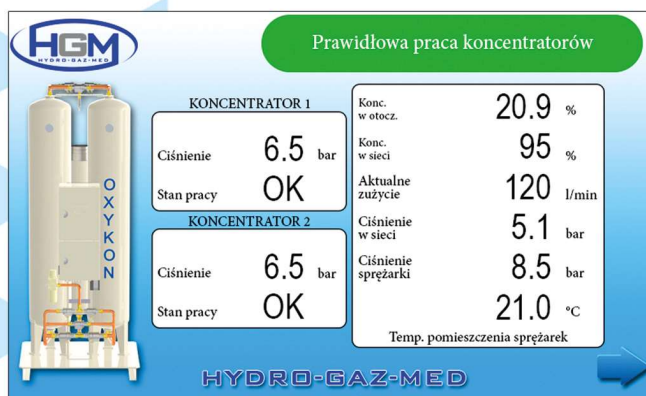 HGM
HYDRO-GAZ-MED
Prawidłowa praca koncentratorów
OXYKON
KONCENTRATOR 1
Ciśnienie 6.5 bar
Stan pracy OK
KONCENTRATOR 2
Ciśnienie 6.5 bar
Stan pracy OK
Konc.
w otocz. 20.9 %
Konc.
w sieci 95 %
Aktualne
zużycie 120 l/min
Ciśnienie
w sieci 5.1 bar
Ciśnienie
sprężarki 8.5 bar
21.0 °C
Temp. pomieszczenia sprężarek
HYDRO-GAZ-MED